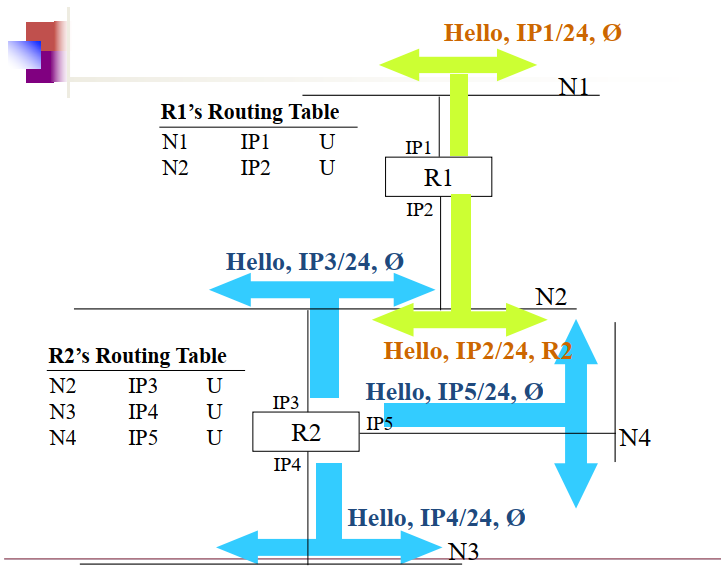 Hello, IP1/24, Ø
N1
R1's Routing Table
N1 IP1 U
N2 IP2 U
IP1
R1
IP2
Hello, IP3/24, Ø
N2
Hello, IP2/24, R2
R2's Routing Table
N2 IP3 U
N3 IP4 U
N4 IP5 U
Hello, IP5/24, Ø
IP3
IP5
R2
N4
IP4
Hello, IP4/24, Ø
N3